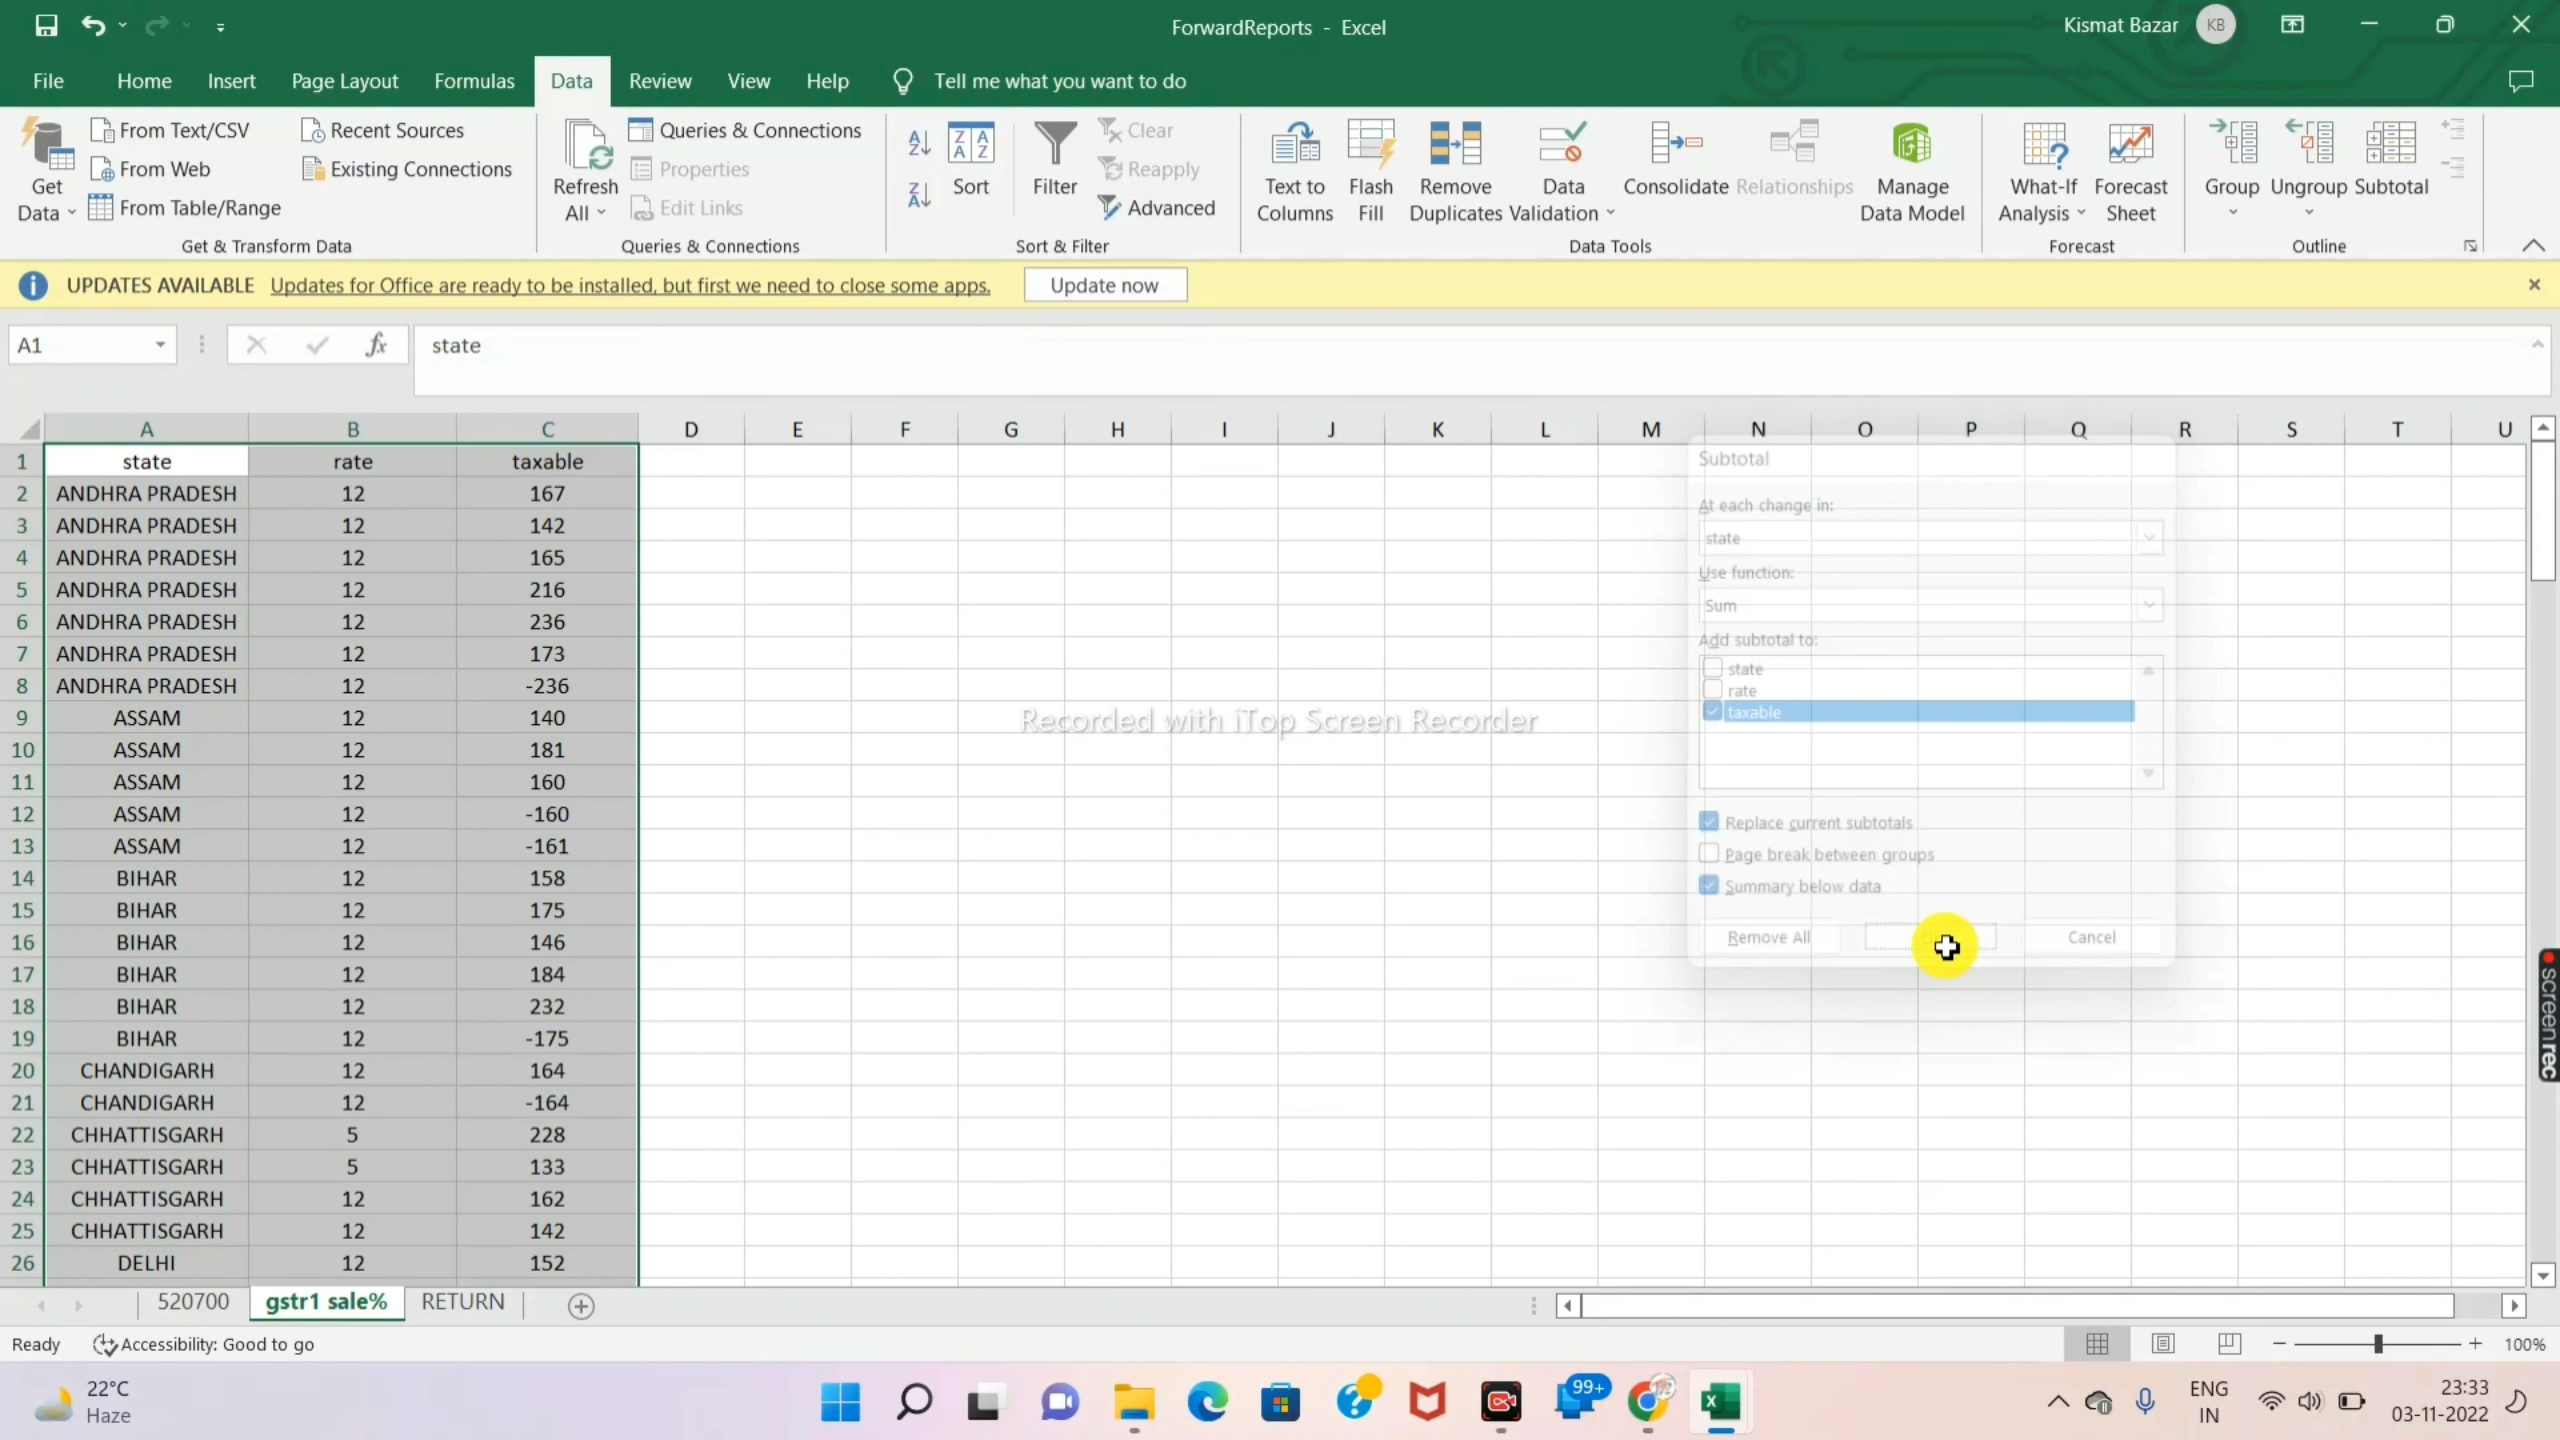 ForwardReports - Excel
Kismat Bazar KB
File Home Insert Page Layout Formulas Data Review View Help Tell me what you want to do
Get Data
From Text/CSV
From Web
From Table/Range
Recent Sources
Existing Connections
Get & Transform Data
Refresh All
Queries & Connections
Properties
Edit Links
Queries & Connections
Sort
Filter
Clear
Reapply
Advanced
Sort & Filter
Text to Columns
Flash Fill
Remove Duplicates
Data Validation
Consolidate
Relationships
Manage Data Model
Data Tools
What-If Analysis
Forecast Sheet
Forecast
Group
Ungroup
Subtotal
Outline
UPDATES AVAILABLE Updates for Office are ready to be installed, but first we need to close some apps. Update now
A1 fx state
A B C D E F G H I J K L M N O P Q R S T U
1 state rate taxable
2 ANDHRA PRADESH 12 167
3 ANDHRA PRADESH 12 142
4 ANDHRA PRADESH 12 165
5 ANDHRA PRADESH 12 216
6 ANDHRA PRADESH 12 236
7 ANDHRA PRADESH 12 173
8 ANDHRA PRADESH 12 -236
9 ASSAM 12 140
10 ASSAM 12 181
11 ASSAM 12 160
12 ASSAM 12 -160
13 ASSAM 12 -161
14 BIHAR 12 158
15 BIHAR 12 175
16 BIHAR 12 146
17 BIHAR 12 184
18 BIHAR 12 232
19 BIHAR 12 -175
20 CHANDIGARH 12 164
21 CHANDIGARH 12 -164
22 CHHATTISGARH 5 228
23 CHHATTISGARH 5 133
24 CHHATTISGARH 12 162
25 CHHATTISGARH 12 142
26 DELHI 12 152
Subtotal
At each change in:
state
Use function:
Sum
Add subtotal to:
state
rate
taxable
Replace current subtotals
Page break between groups
Summary below data
Remove All
Cancel
Recorded with iTop Screen Recorder
screenrec
520700 gstr1 sale% RETURN
Ready Accessibility: Good to go
100%
22°C
Haze
99+
ENG
IN
23:33
03-11-2022